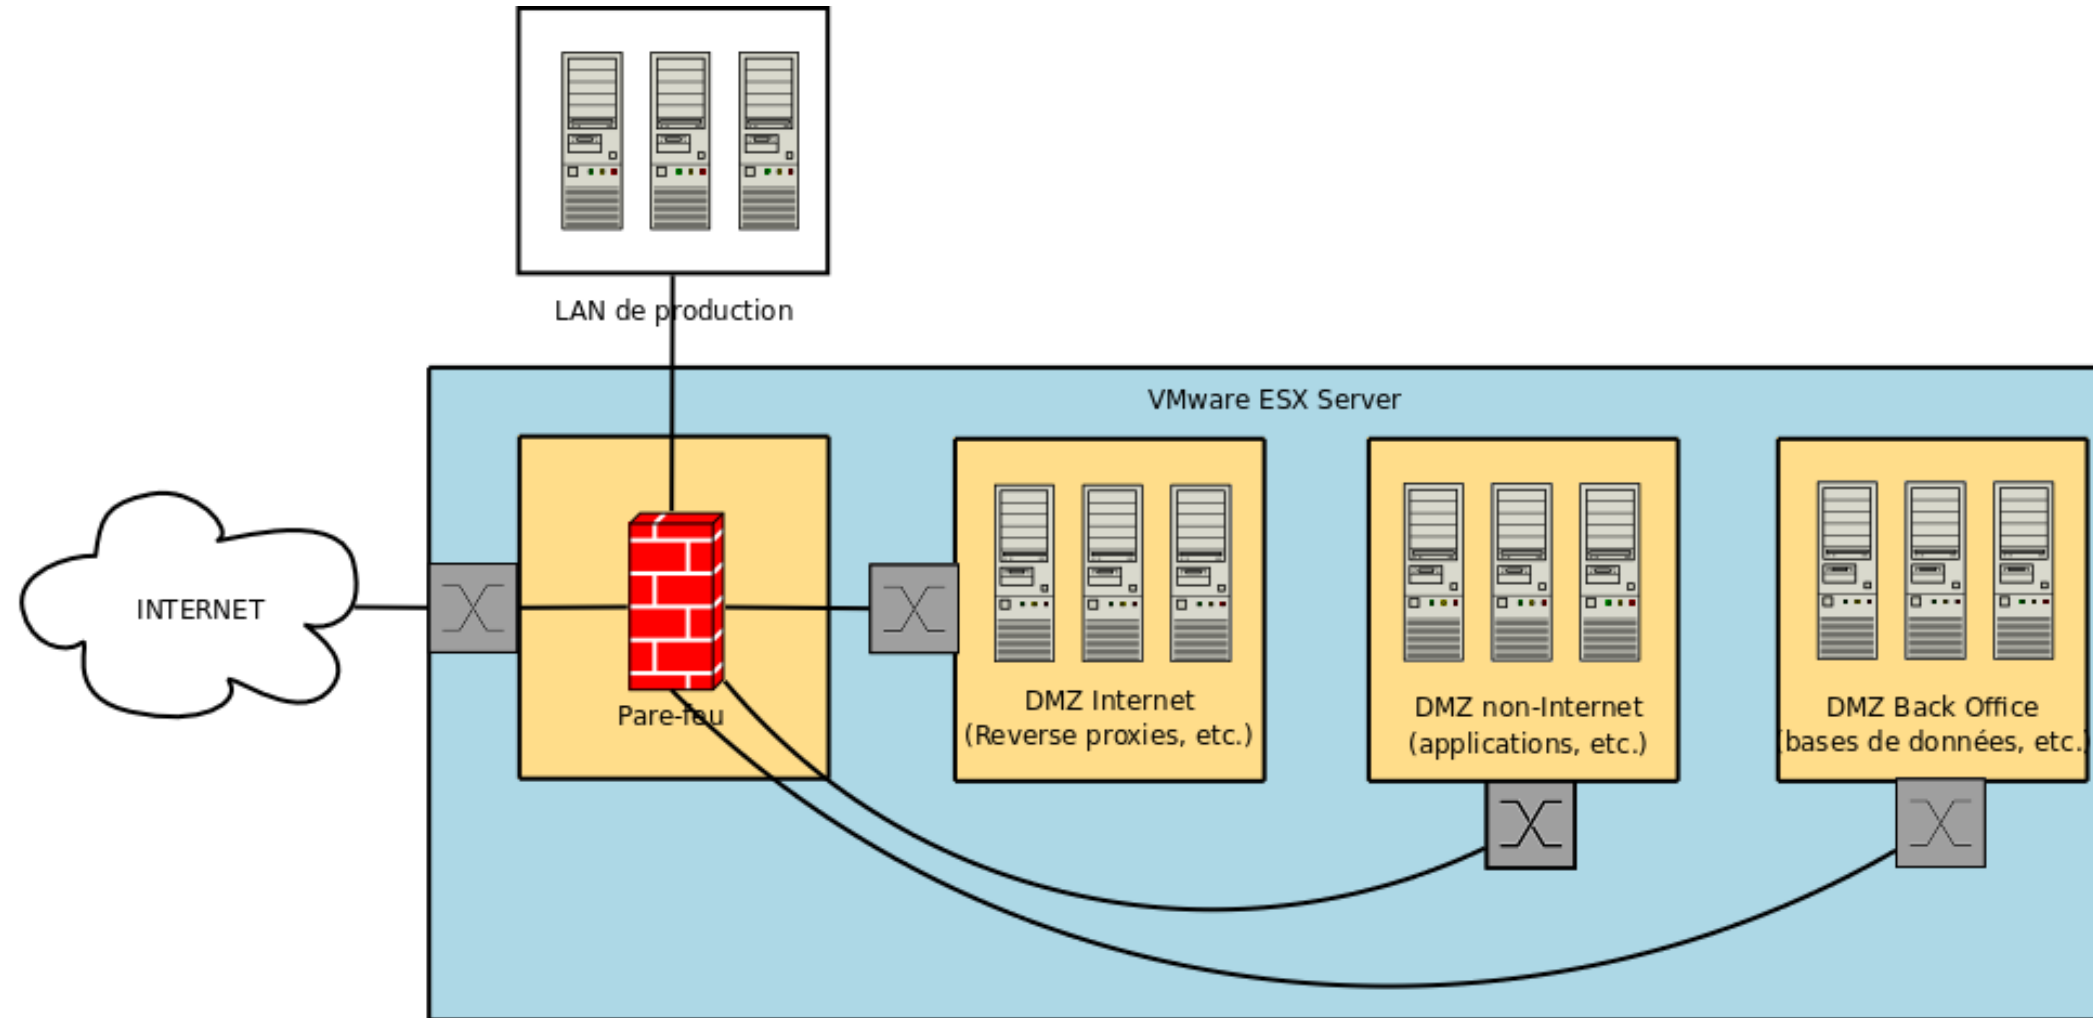 LAN de production
VMware ESX Server
INTERNET
Pare-feu
DMZ Internet
(Reverse proxies, etc.)
DMZ non-Internet
(applications, etc.)
DMZ Back Office
(bases de données, etc.)